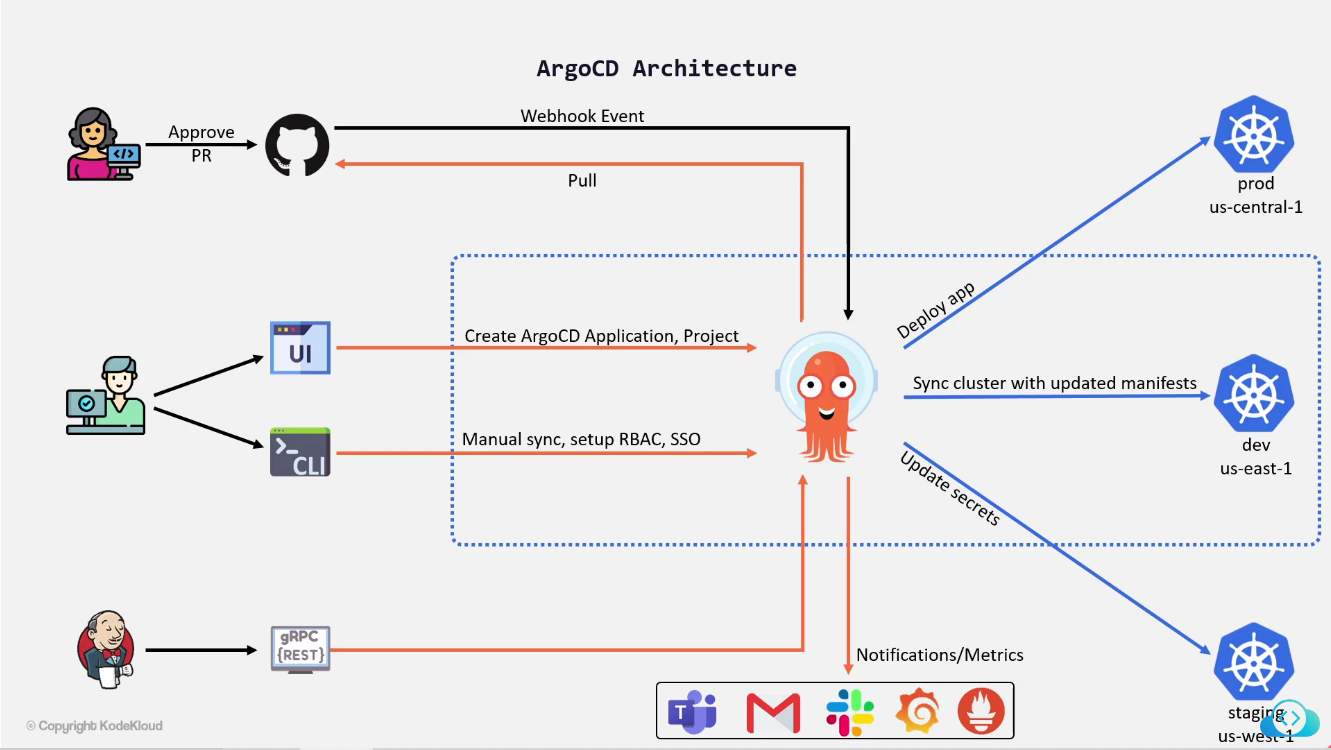 ArgoCD Architecture
Webhook Event
Approve
PR
Pull
prod
us-central-1
Deploy app
UI
Create ArgoCD Application, Project
Sync cluster with updated manifests
dev
us-east-1
>_
CLI
Manual sync, setup RBAC, SSO
Update secrets
gRPC
{REST}
Notifications/Metrics
T
staging
us-west-1
© Copyright KodeKloud